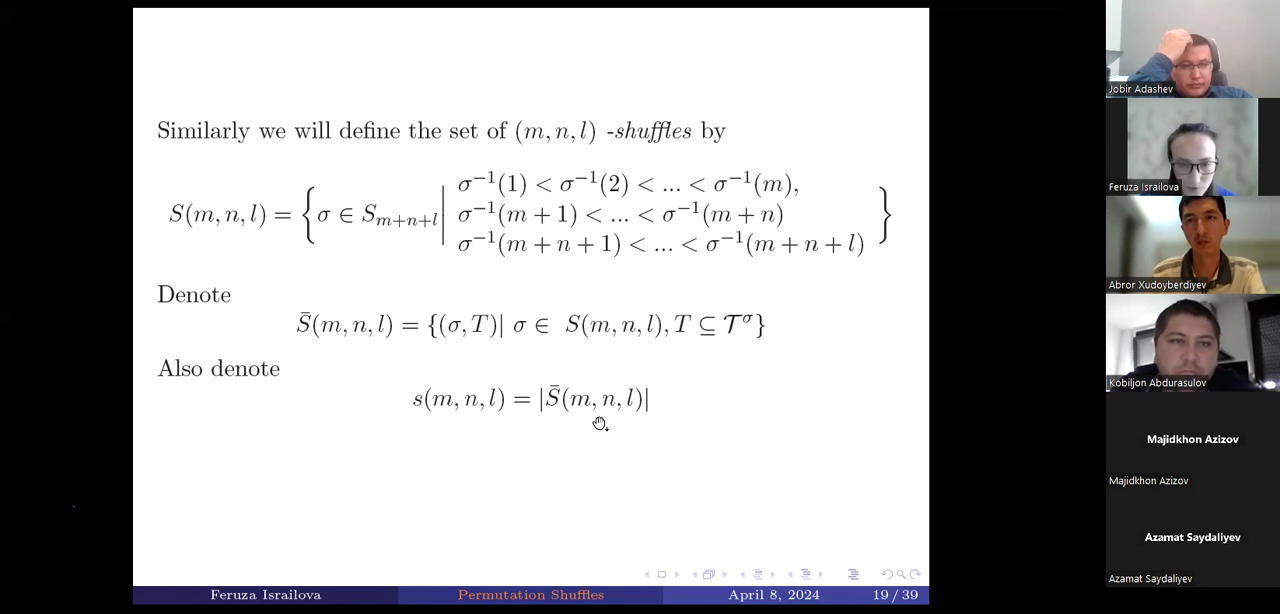 Similarly we will define the set of (m, n, l) -shuffles by
S(m, n, l) = { σ ∈ Sₘ₊ₙ₊ₗ |
σ⁻¹(1) < σ⁻¹(2) < ... < σ⁻¹(m),
σ⁻¹(m + 1) < ... < σ⁻¹(m + n)
σ⁻¹(m + n + 1) < ... < σ⁻¹(m + n + l) }
Denote
S̄(m, n, l) = {(σ, T)| σ ∈ S(m, n, l), T ⊆ 𝒯^σ}
Also denote
s(m, n, l) = |S̄(m, n, l)|
Feruza Israilova Permutation Shuffles April 8, 2024 19 / 39
Jobir Adashev
Feruza Israilova
Abror Xudoyberdiyev
Kobiljon Abdurasulov
Majidkhon Azizov
Majidkhon Azizov
Azamat Saydaliyev
Azamat Saydaliyev